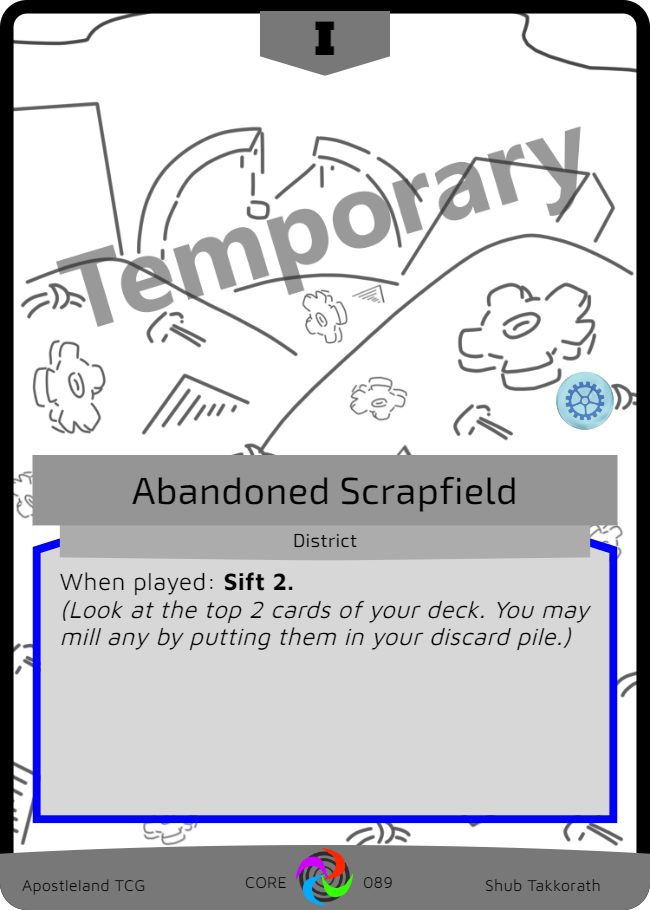 I
Temporary
Abandoned Scrapfield
District
When played: Sift 2.
(Look at the top 2 cards of your deck. You may
mill any by putting them in your discard pile.)
Apostleland TCG
CORE 089
Shub Takkorath